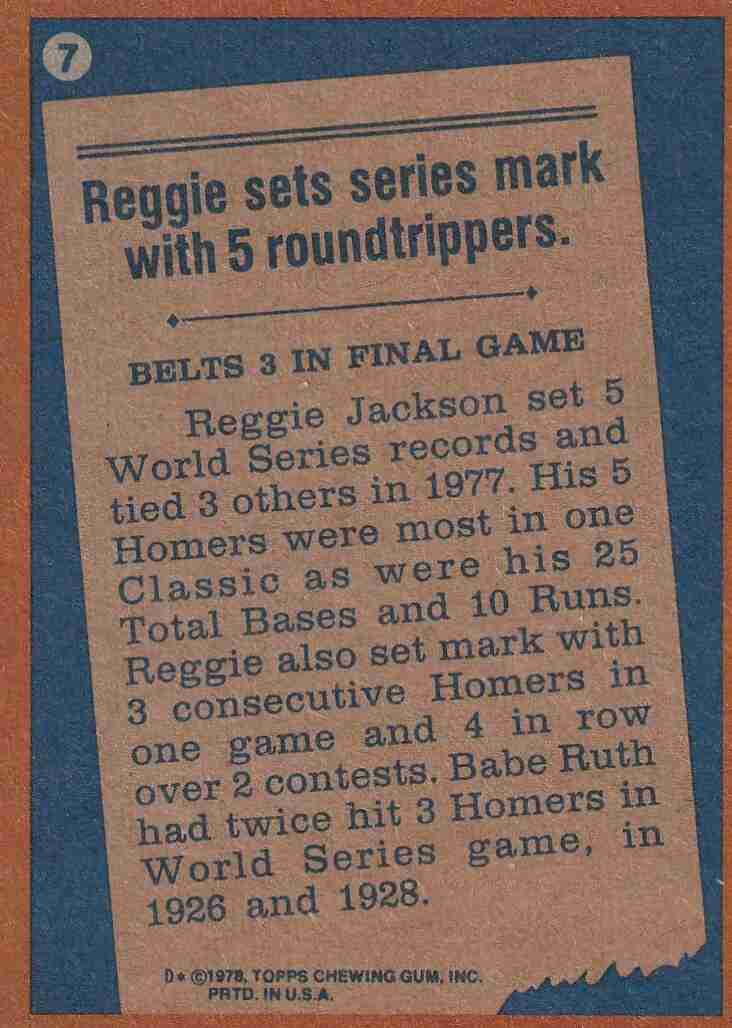 7
Reggie sets series mark
with 5 roundtrippers.
BELTS 3 IN FINAL GAME
Reggie Jackson set 5
World Series records and
tied 3 others in 1977. His 5
Homers were most in one
Classic as were his 25
Total Bases and 10 Runs.
Reggie also set mark with
3 consecutive Homers in
one game and 4 in row
over 2 contests. Babe Ruth
had twice hit 3 Homers in
World Series game, in
1926 and 1928.
D* ©1978, TOPPS CHEWING GUM, INC.
PRTD. IN U.S.A.